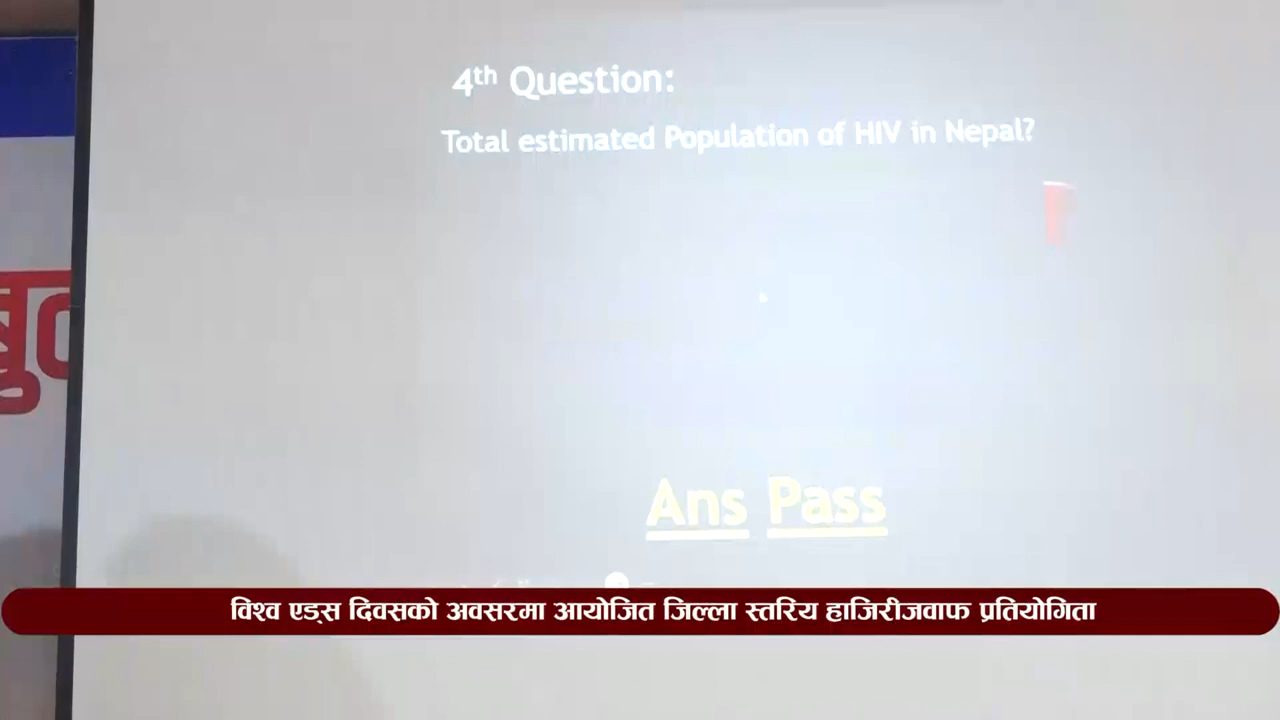 4th Question:
Total estimated Population of HIV in Nepal?
Ans Pass
विश्व एड्स दिवसको अवसरमा आयोजित जिल्ला स्तरिय हाजिरीजवाफ प्रतियोगिता